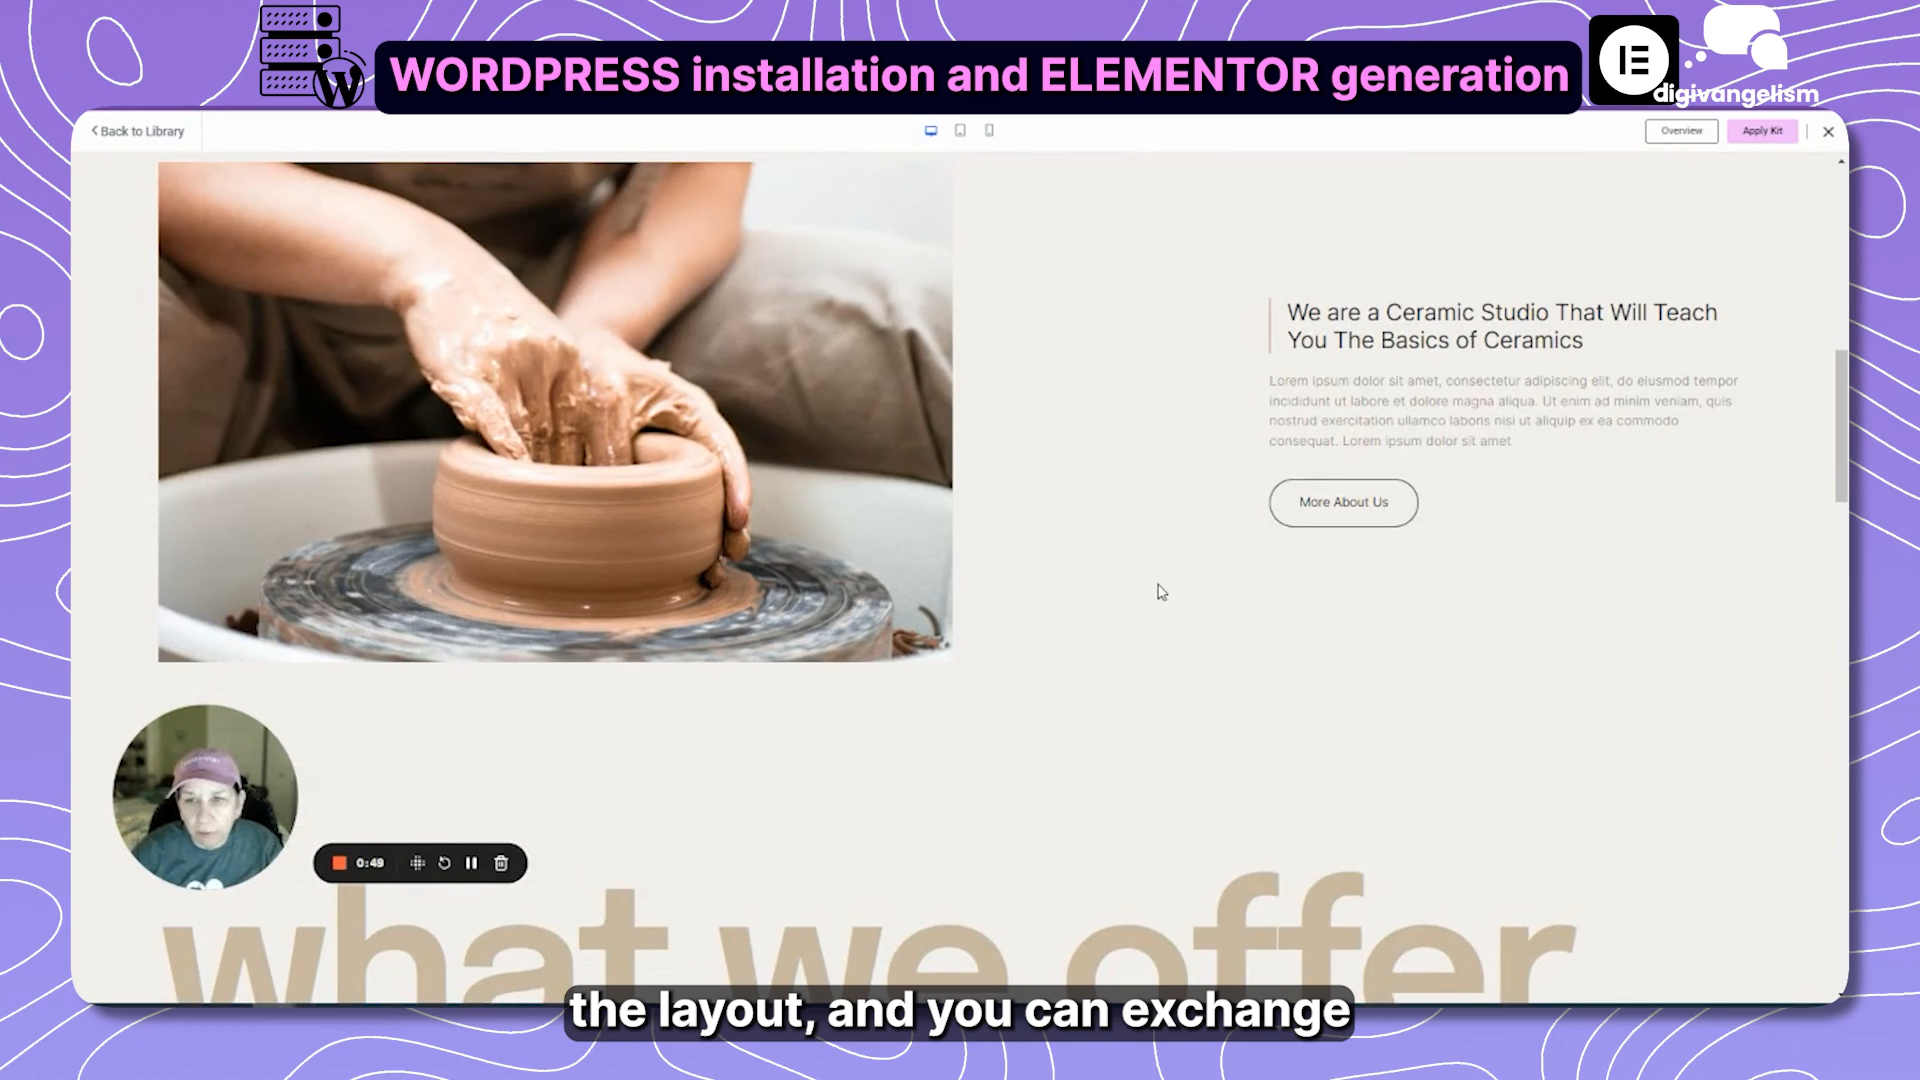 WORDPRESS installation and ELEMENTOR generation
digivangelism
Back to Library
Overview
Apply Kit
We are a Ceramic Studio That Will Teach
You The Basics of Ceramics
Lorem ipsum dolor sit amet, consectetur adipiscing elit, do eiusmod tempor
incididunt ut labore et dolore magna aliqua. Ut enim ad minim veniam, quis
nostrud exercitation ullamco laboris nisi ut aliquip ex ea commodo
consequat. Lorem ipsum dolor sit amet
More About Us
0:49
what we offer
the layout, and you can exchange